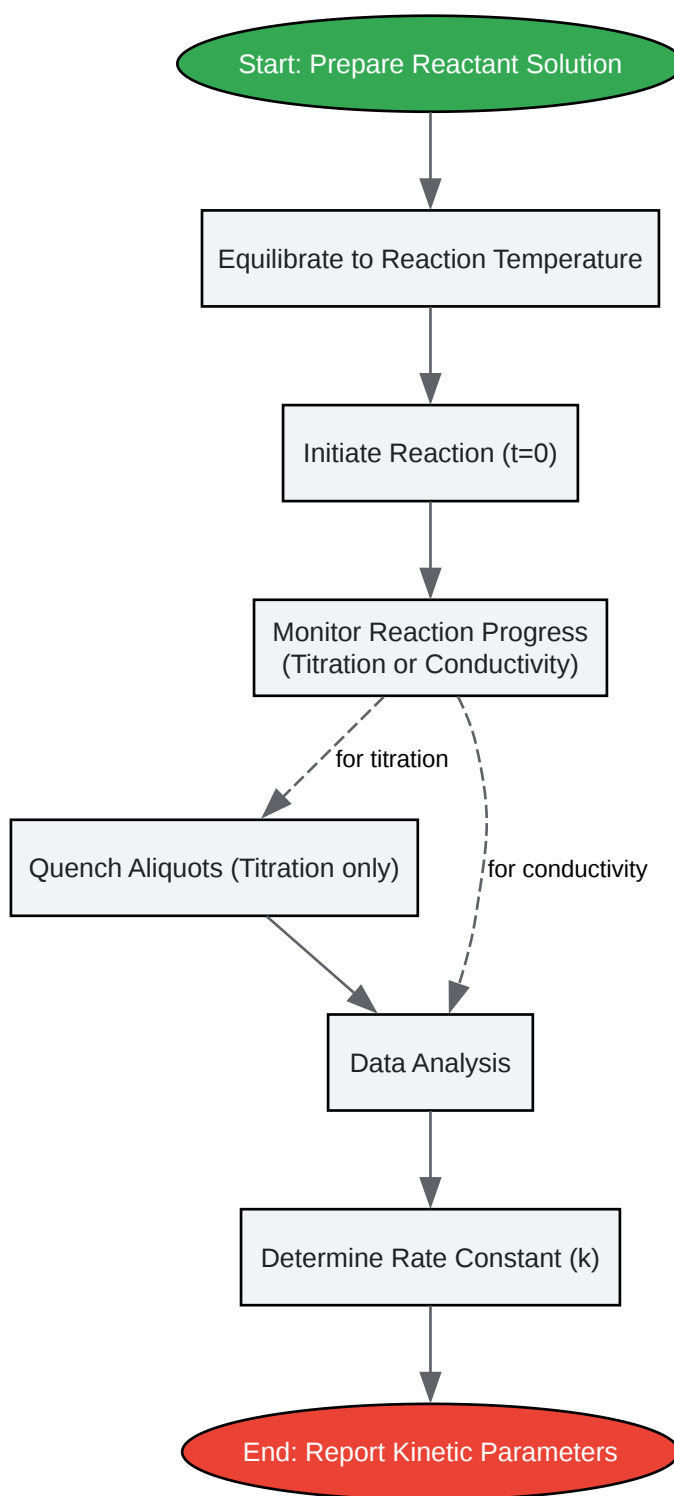 Start: Prepare Reactant Solution
Equilibrate to Reaction Temperature
Initiate Reaction (t=0)
Monitor Reaction Progress
(Titration or Conductivity)
for titration
Quench Aliquots (Titration only)
for conductivity
Data Analysis
Determine Rate Constant (k)
End: Report Kinetic Parameters